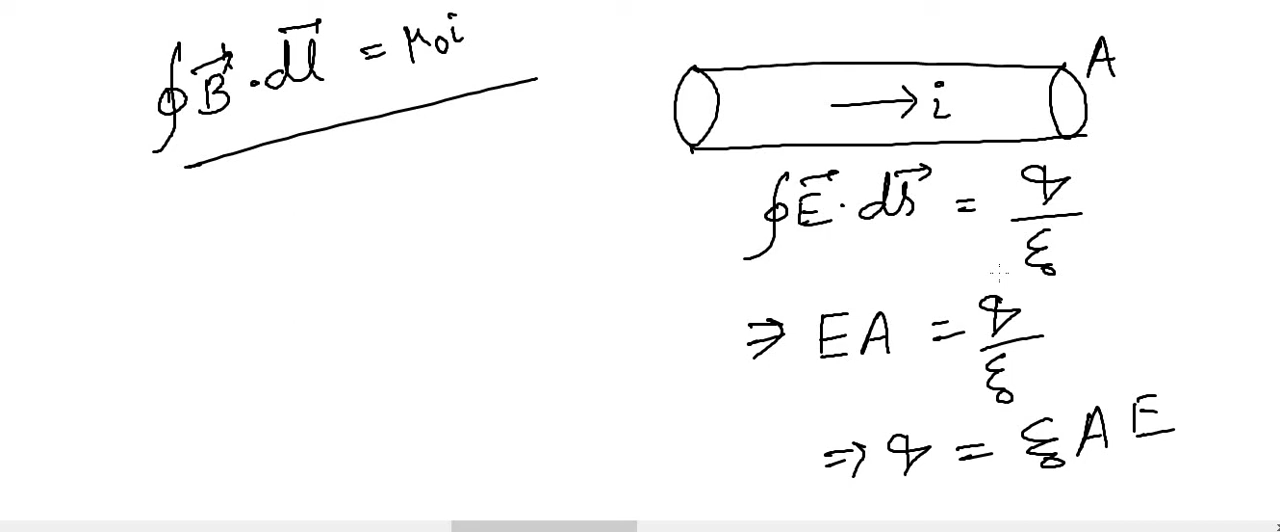 ∮B⃗·dl⃗ = μ₀i
A
→ i
∮E⃗·ds⃗ = q/ε₀
⇒ EA = q/ε₀
⇒ q = ε₀AE